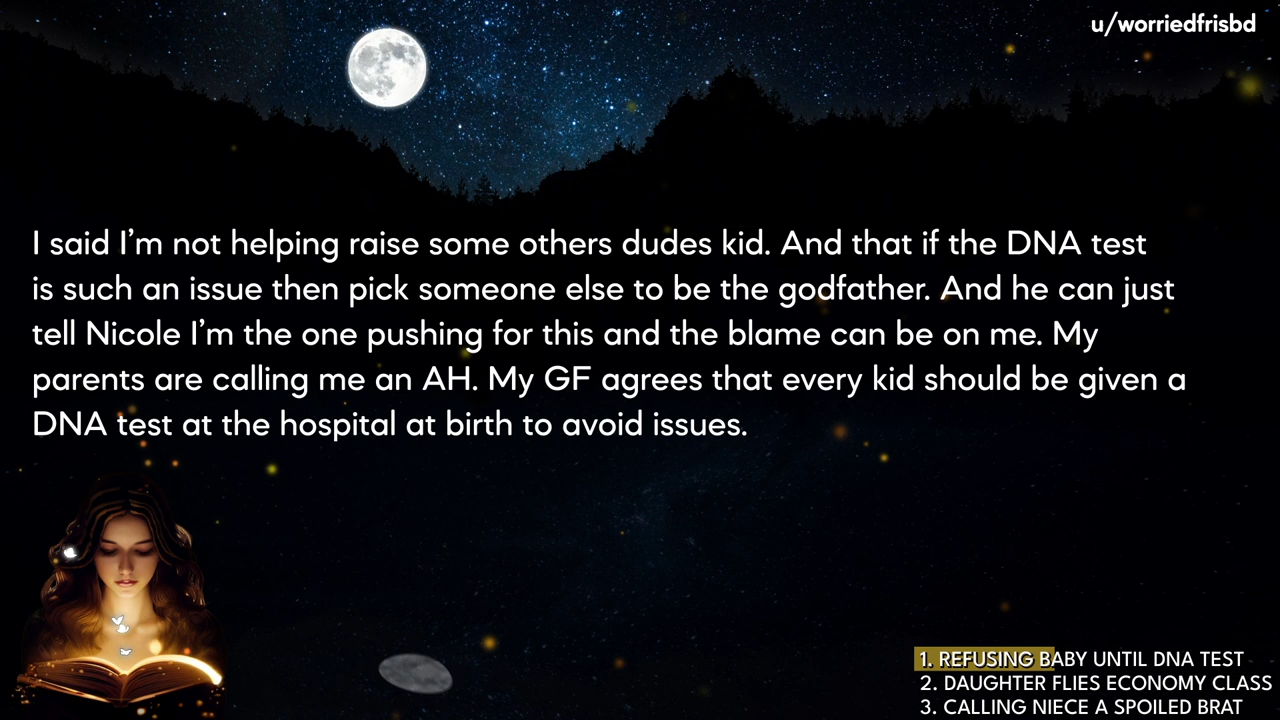 u/worriedfrisbd
I said I’m not helping raise some others dudes kid. And that if the DNA test
is such an issue then pick someone else to be the godfather. And he can just
tell Nicole I’m the one pushing for this and the blame can be on me. My
parents are calling me an AH. My GF agrees that every kid should be given a
DNA test at the hospital at birth to avoid issues.
1. REFUSING BABY UNTIL DNA TEST
2. DAUGHTER FLIES ECONOMY CLASS
3. CALLING NIECE A SPOILED BRAT